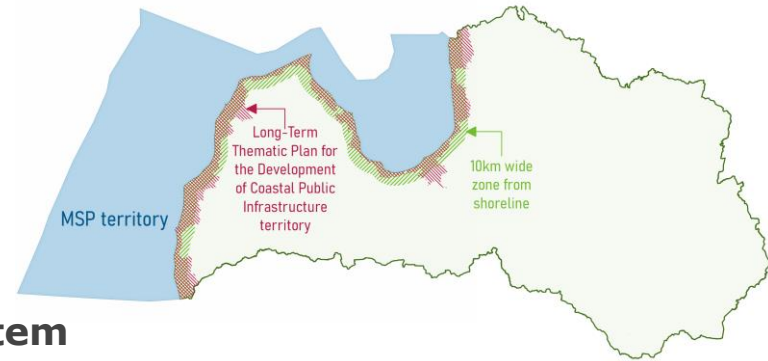 Long-Term
Thematic Plan for
the Development
of Coastal Public
Infrastructure
territory
10km wide
zone from
shoreline
MSP territory
tem